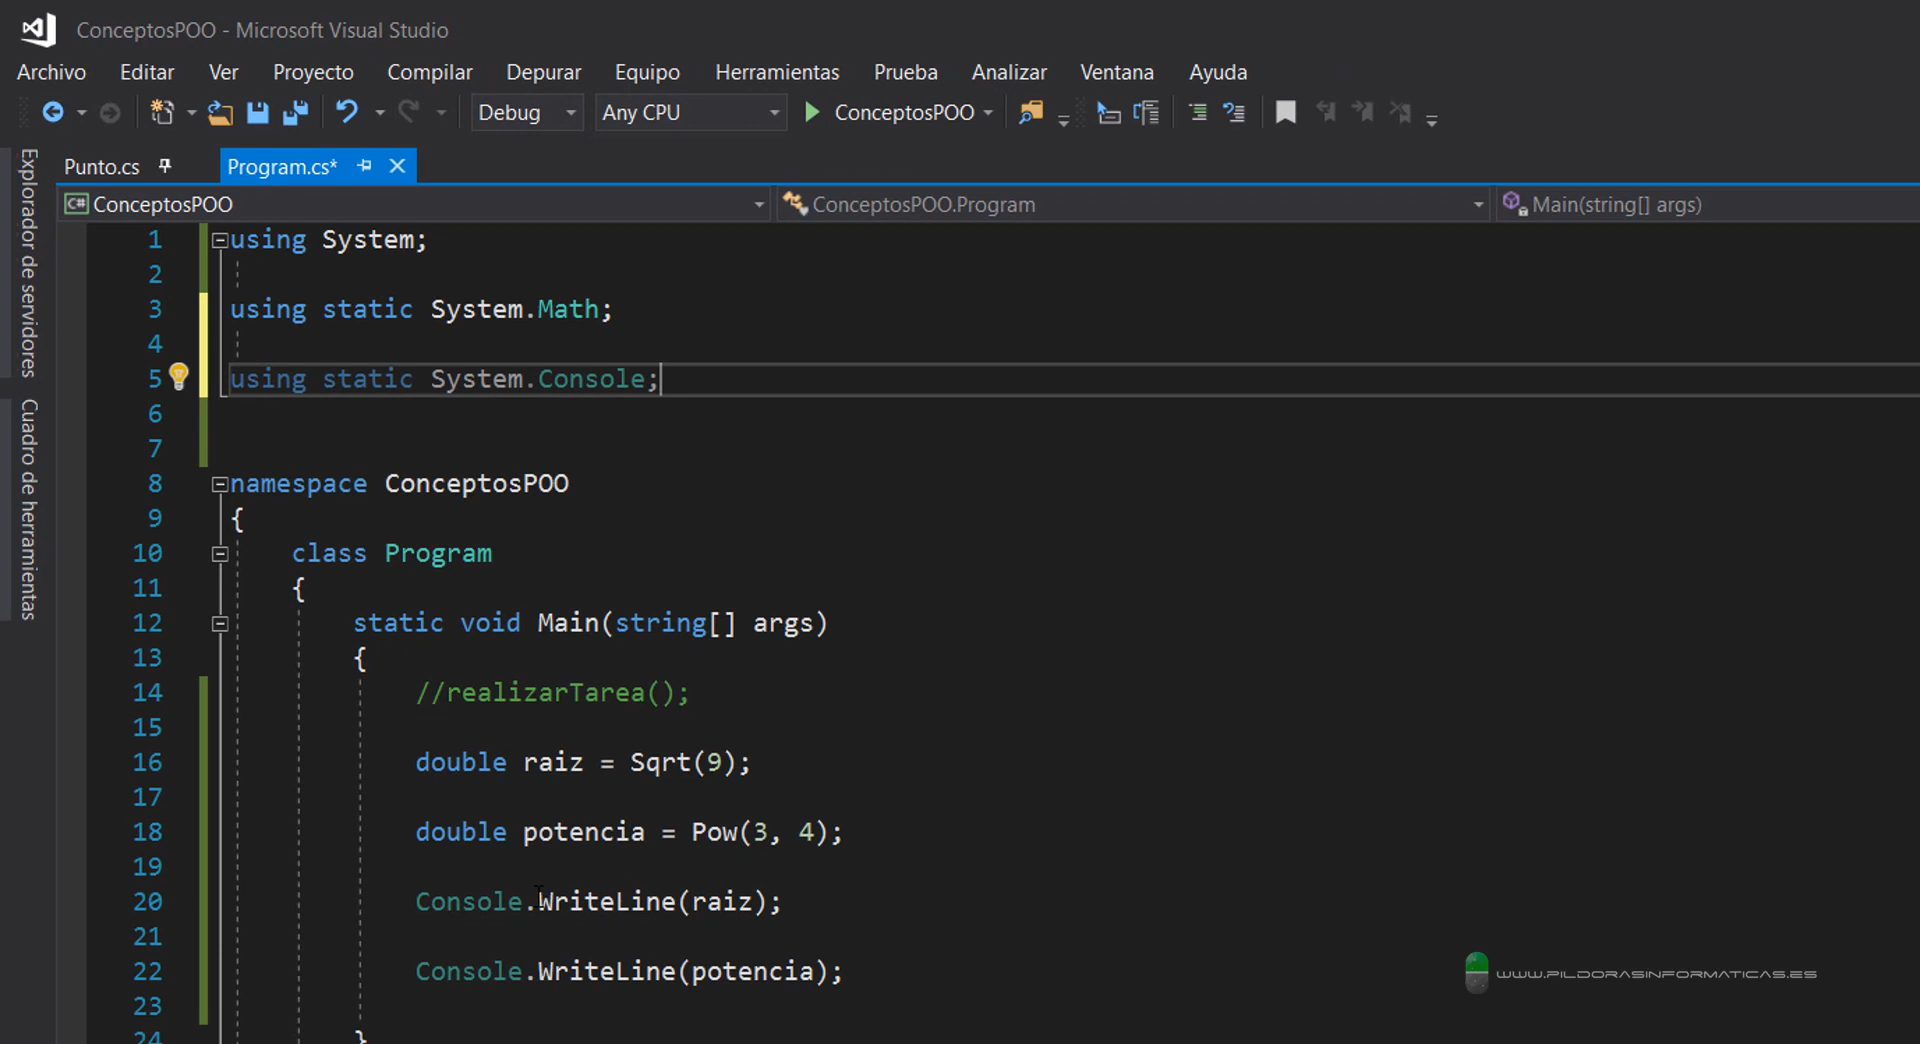 ConceptosPOO - Microsoft Visual Studio
Archivo Editar Ver Proyecto Compilar Depurar Equipo Herramientas Prueba Analizar Ventana Ayuda
Debug Any CPU ConceptosPOO
Explorador de servidores
Cuadro de herramientas
Punto.cs Program.cs*
C# ConceptosPOO ConceptosPOO.Program Main(string[] args)
1 using System;
2
3 using static System.Math;
4
5 using static System.Console;
6
7
8 namespace ConceptosPOO
9 {
10 class Program
11 {
12 static void Main(string[] args)
13 {
14 //realizarTarea();
15
16 double raiz = Sqrt(9);
17
18 double potencia = Pow(3, 4);
19
20 Console.WriteLine(raiz);
21
22 Console.WriteLine(potencia);
23
24 }
WWW.PILDORASINFORMATICAS.ES